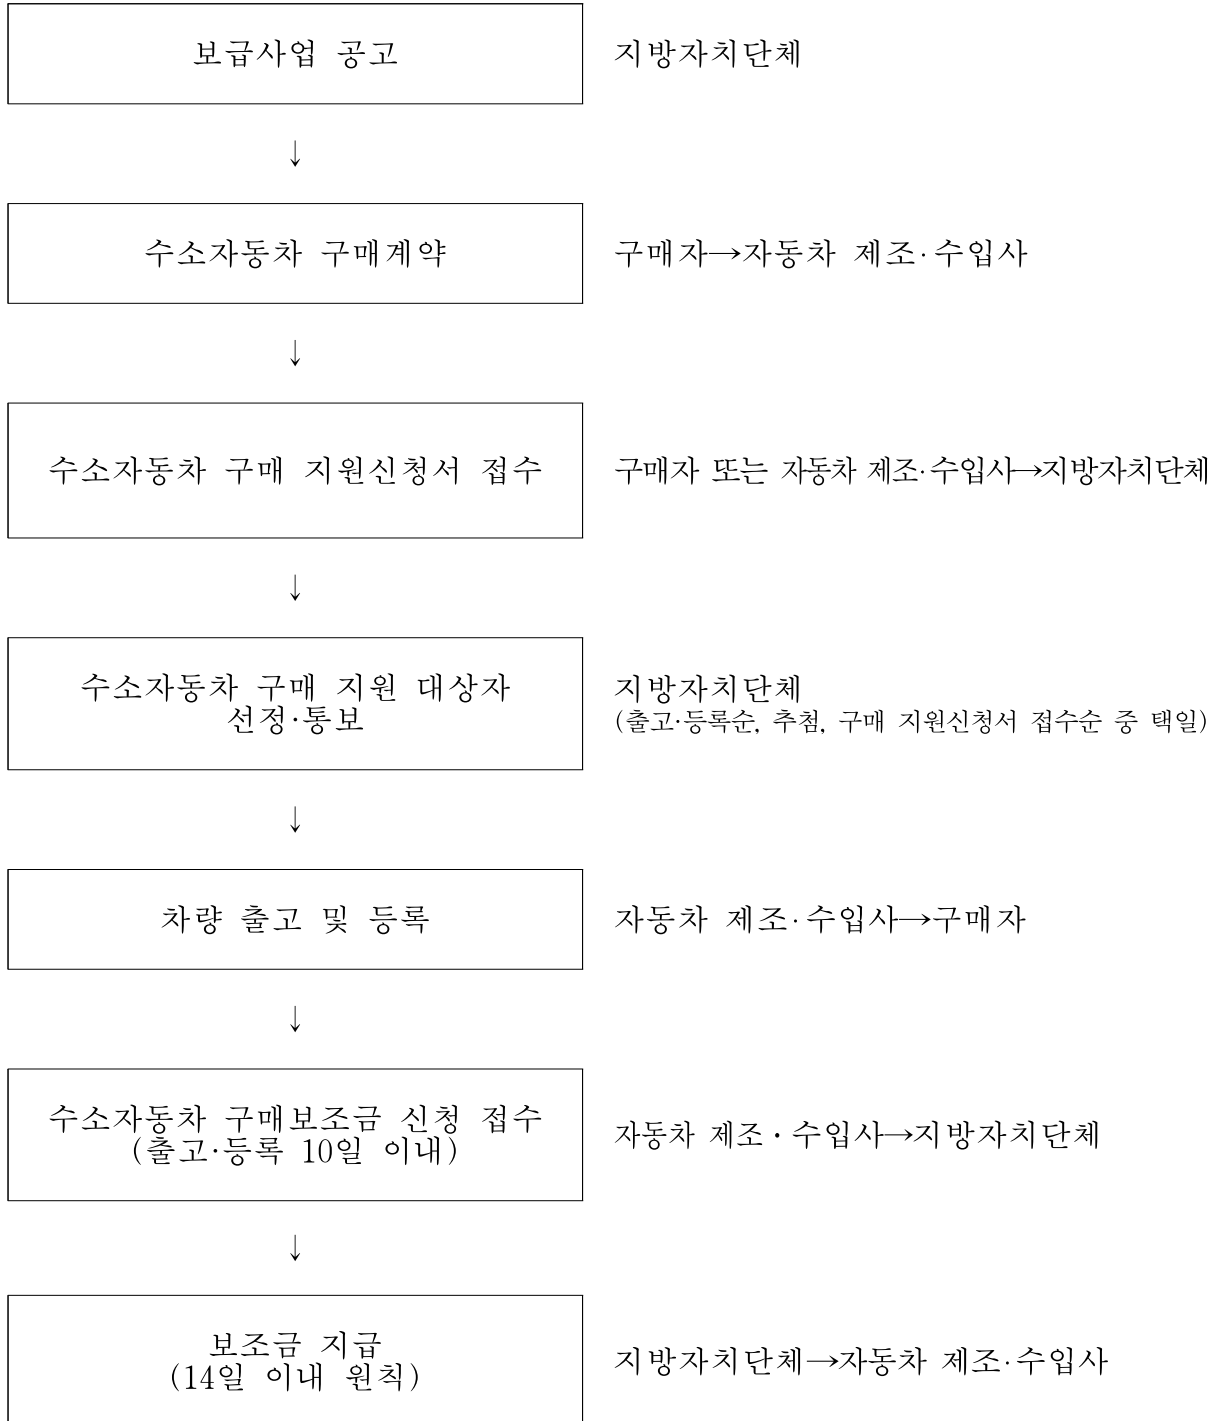 보급사업 공고
지방자치단체
↓
수소자동차 구매계약
구매자→자동차 제조·수입사
↓
수소자동차 구매 지원신청서 접수
구매자 또는 자동차 제조·수입사→지방자치단체
↓
수소자동차 구매 지원 대상자
선정·통보
지방자치단체
(출고·등록순, 추첨, 구매 지원신청서 접수순 중 택일)
↓
차량 출고 및 등록
자동차 제조·수입사→구매자
↓
수소자동차 구매보조금 신청 접수
(출고·등록 10일 이내)
자동차 제조·수입사→지방자치단체
↓
보조금 지급
(14일 이내 원칙)
지방자치단체→자동차 제조·수입사